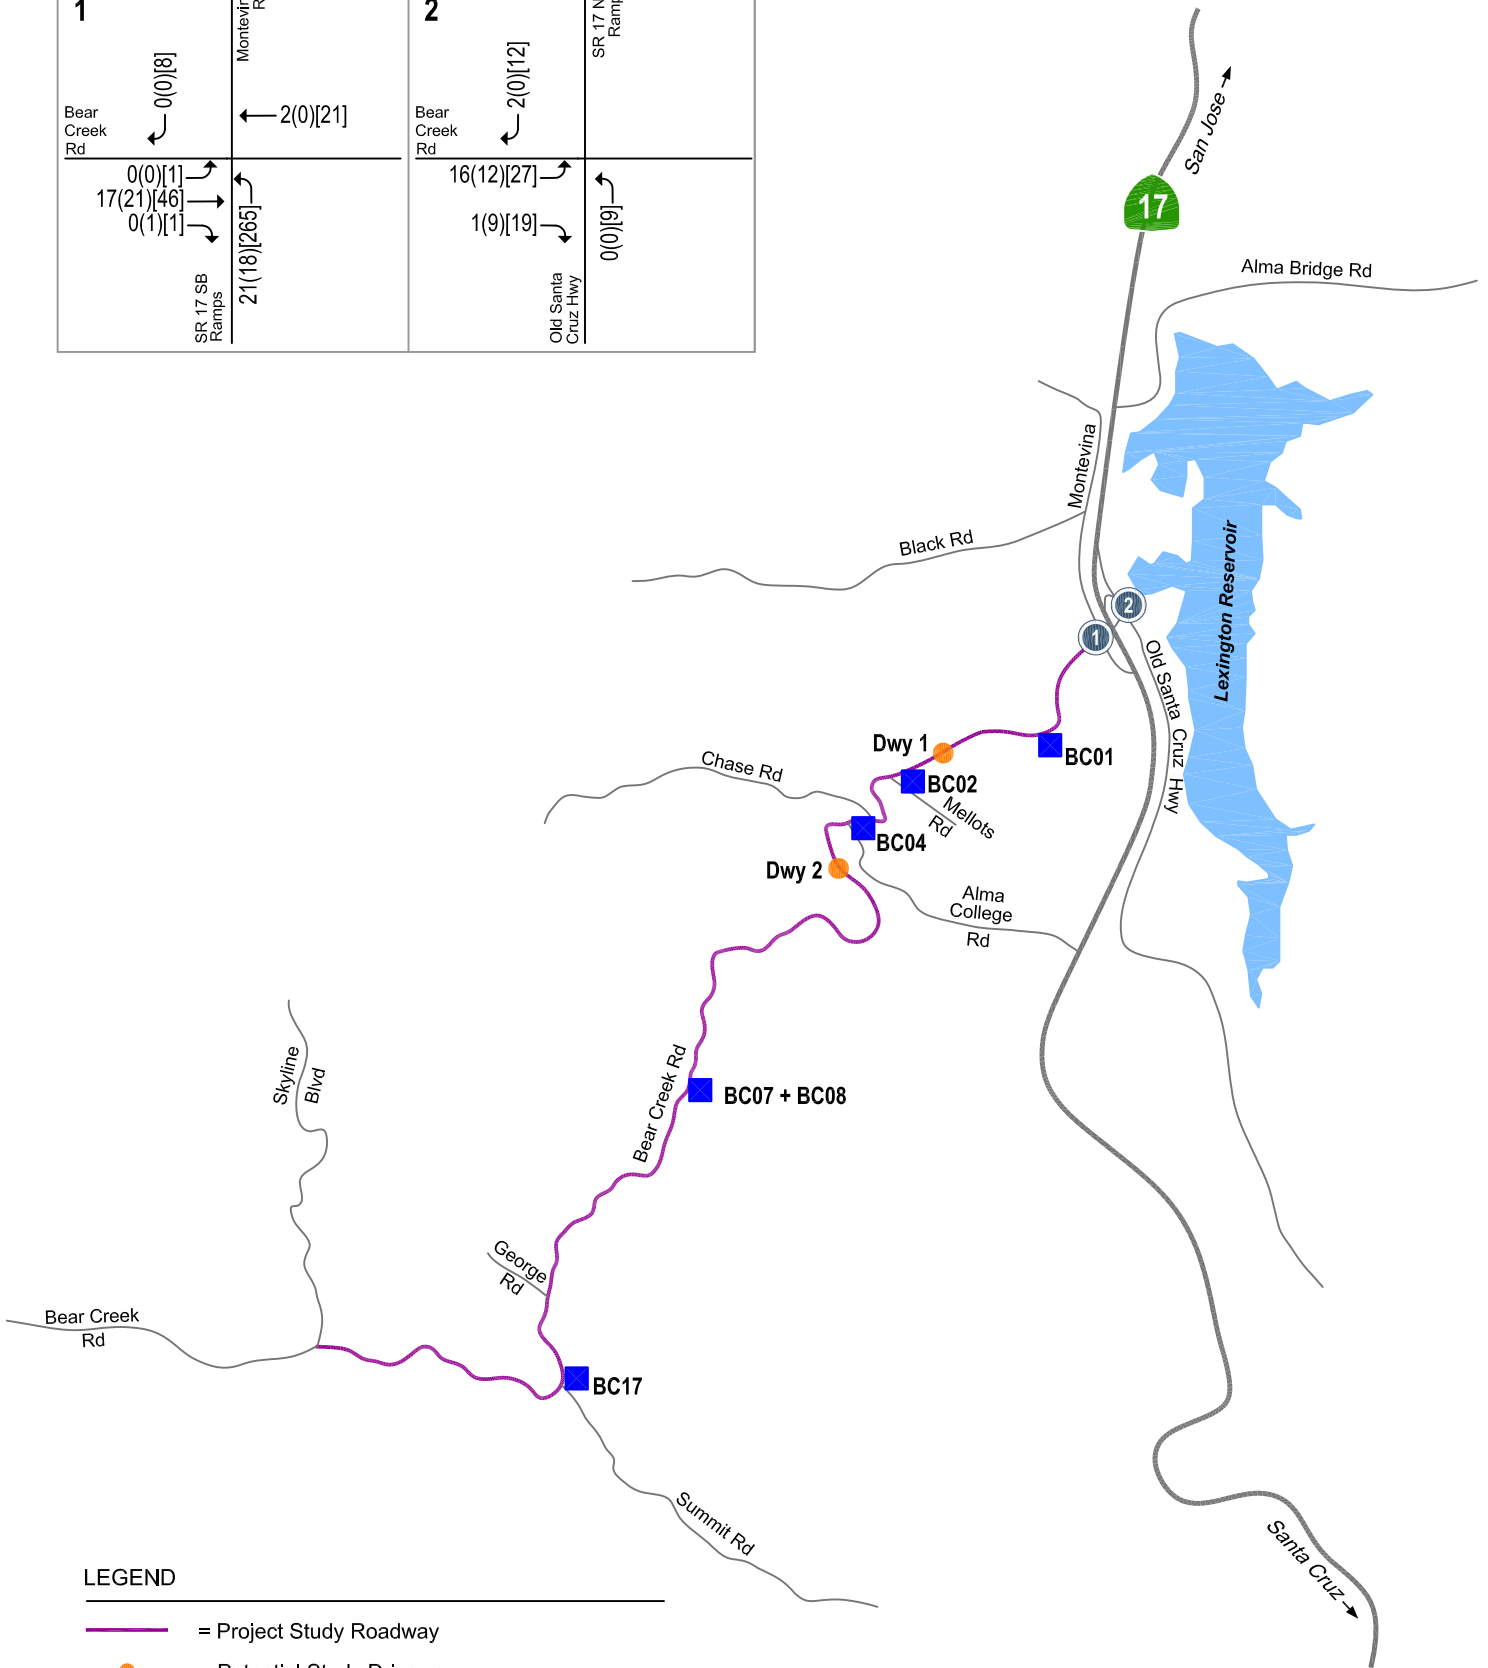 1
2
SR 17 N
Ramp
0(0)[8]
2(0)[12]
Bear
Creek
Rd
2(0)[21]
Bear
Creek
Rd
0(0)[1]
17(21)[46]
0(1)[1]
21(18)[265]
SR 17 SB
Ramps
16(12)[27]
1(9)[19]
0(0)[9]
Old Santa
Cruz Hwy
San Jose
17
Alma Bridge Rd
Montevina
Black Rd
Lexington Reservoir
2
1
Old Santa Cruz Hwy
Dwy 1
BC01
Chase Rd
BC02
Mellots
Rd
BC04
Dwy 2
Alma
College
Rd
Skyline
Blvd
Bear Creek Rd
BC07 + BC08
George
Rd
Bear Creek
Rd
BC17
Summit Rd
Santa Cruz
LEGEND
= Project Study Roadway